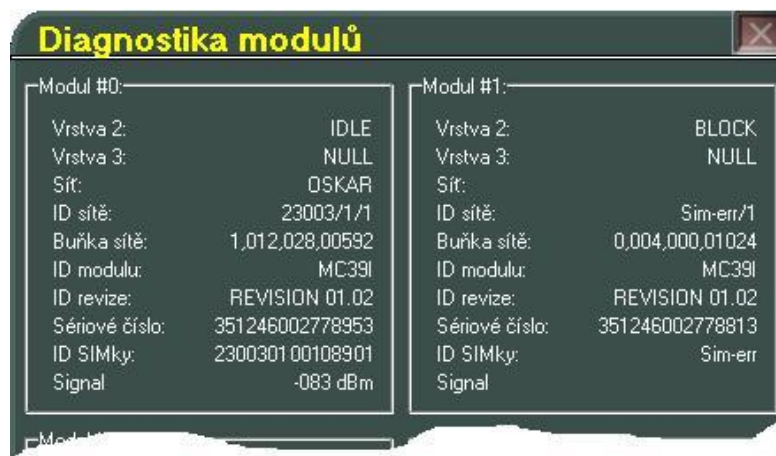 Diagnostika modulů
Modul #0:
Vrstva 2: IDLE
Vrstva 3: NULL
Síť: OSKAR
ID sítě: 23003/1/1
Buňka sítě: 1,012,028,00592
ID modulu: MC39I
ID revize: REVISION 01.02
Sériové číslo: 351246002778953
ID SIMky: 230030100108901
Signal -083 dBm
Modul #1:
Vrstva 2: BLOCK
Vrstva 3: NULL
Síť:
ID sítě: Sim-err/1
Buňka sítě: 0,004,000,01024
ID modulu: MC39I
ID revize: REVISION 01.02
Sériové číslo: 351246002778813
ID SIMky: Sim-err
Signal